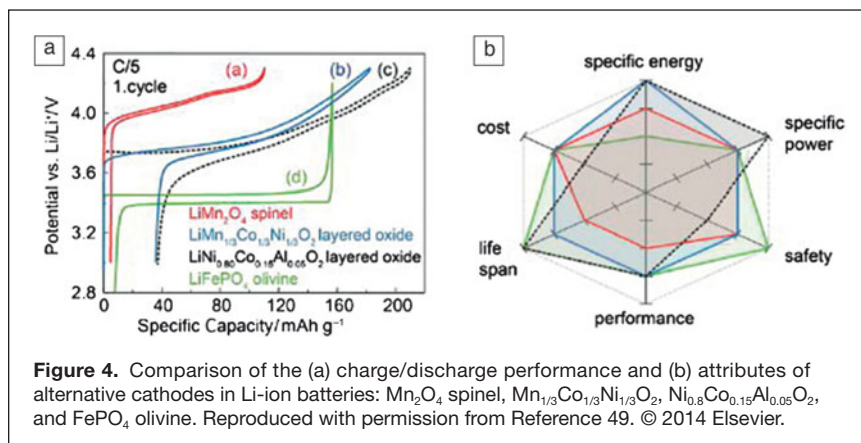 a
C/5
1.cycle
(a)
(b)
(c)
(d)
4.4
4.0
3.6
3.2
2.8
Potential vs. Li/Li⁺/V
LiMn₂O₄ spinel
LiMn₁/₃Co₁/₃Ni₁/₃O₂ layered oxide
LiNi₀.₈₀Co₀.₁₅Al₀.₀₅O₂ layered oxide
LiFePO₄ olivine
0 40 80 120 160 200
Specific Capacity/mAh g⁻¹
b
specific energy
cost
specific
power
life
span
safety
performance
Figure 4. Comparison of the (a) charge/discharge performance and (b) attributes of
alternative cathodes in Li-ion batteries: Mn₂O₄ spinel, Mn₁/₃Co₁/₃Ni₁/₃O₂, Ni₀.₈Co₀.₁₅Al₀.₀₅O₂,
and FePO₄ olivine. Reproduced with permission from Reference 49. © 2014 Elsevier.